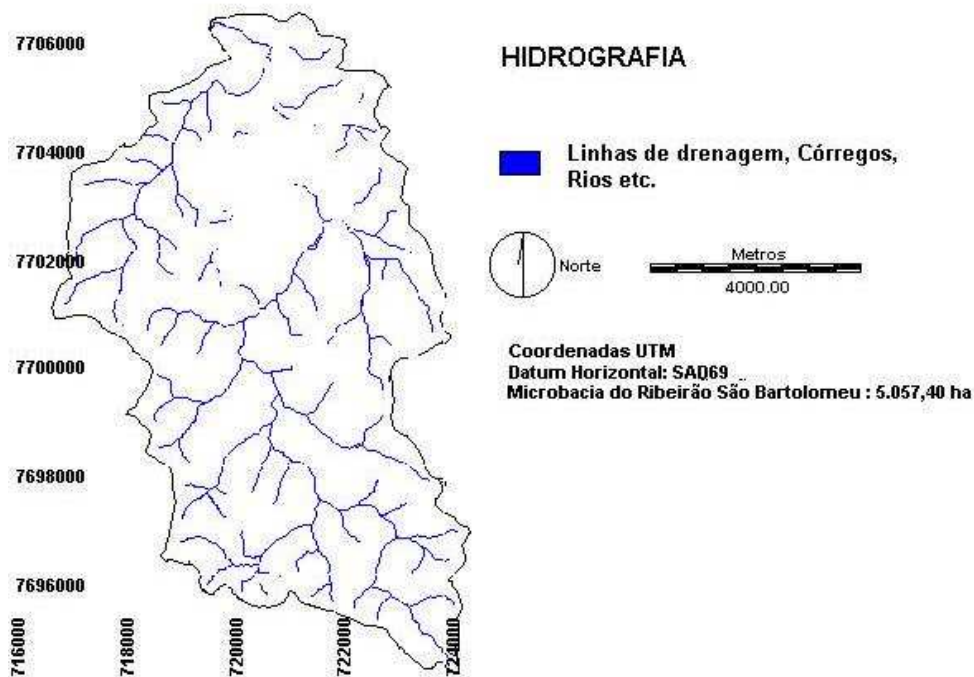 HIDROGRAFIA
Linhas de drenagem, Córregos,
Rios etc.
Norte
Metros
4000.00
Coordenadas UTM
Datum Horizontal: SAD69
Microbacia do Ribeirão São Bartolomeu : 5.057,40 ha
7706000
7704000
7702000
7700000
7698000
7696000
716000
718000
720000
722000
724000